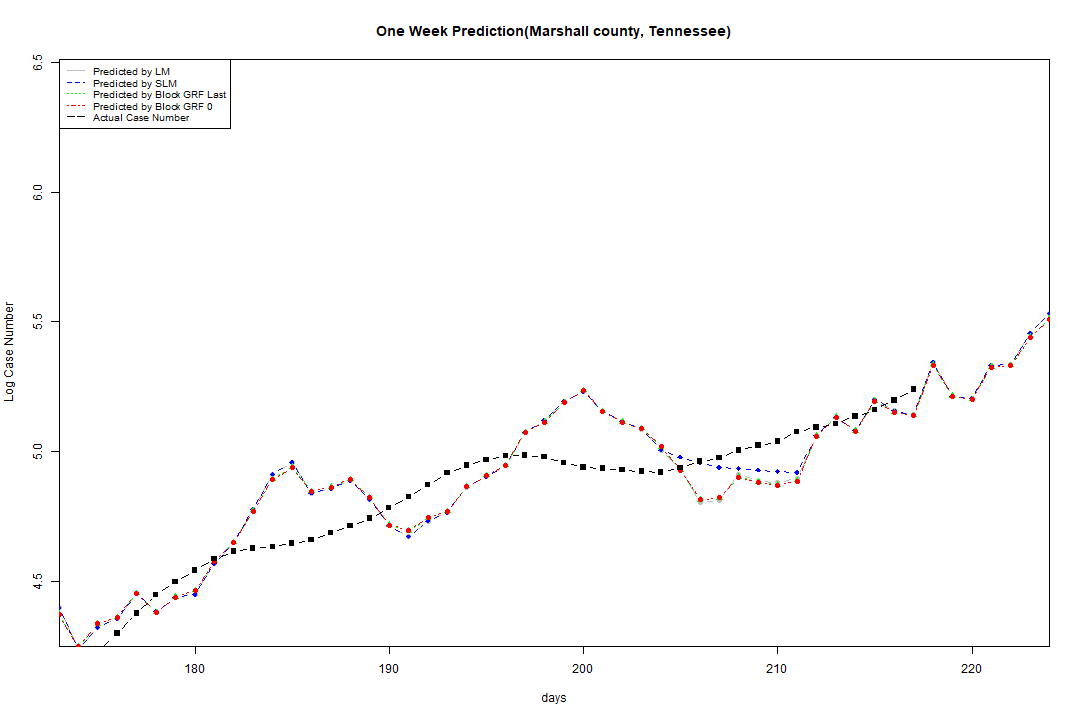 One Week Prediction(Marshall county, Tennessee)
Predicted by LM
Predicted by SLM
Predicted by Block GRF Last
Predicted by Block GRF 0
Actual Case Number
6.5
6.0
5.5
5.0
4.5
Log Case Number
180 190 200 210 220
days